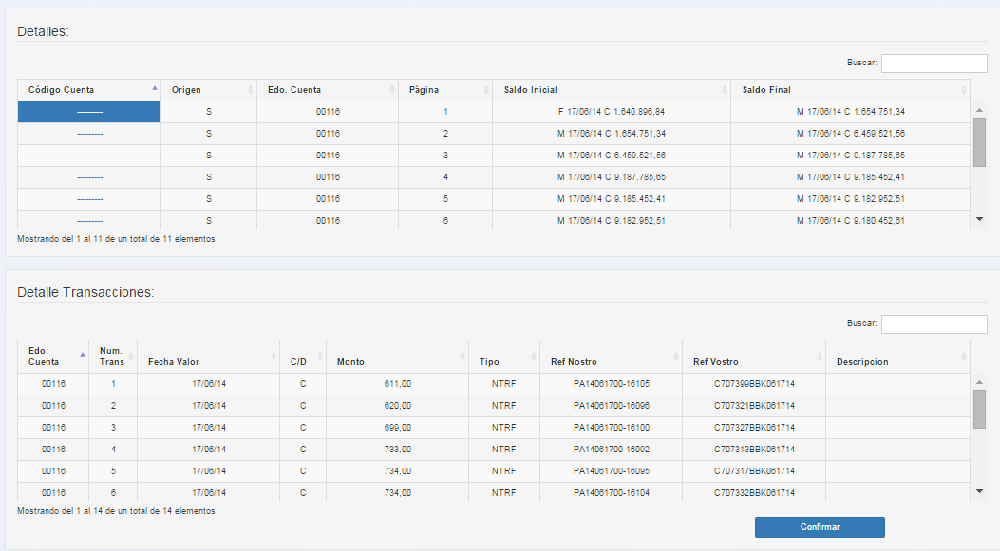 Detalles:
Buscar:
Código Cuenta Origen Edo. Cuenta Página Saldo Inicial Saldo Final
--------- S 00116 1 F 17/06/14 C 1.640.896,84 M 17/06/14 C 1.654.751,34
--------- S 00116 2 M 17/06/14 C 1.654.751,34 M 17/06/14 C 6.459.521,56
--------- S 00116 3 M 17/06/14 C 6.459.521,56 M 17/06/14 C 9.187.785,65
--------- S 00116 4 M 17/06/14 C 9.187.785,65 M 17/06/14 C 9.185.452,41
--------- S 00116 5 M 17/06/14 C 9.185.452,41 M 17/06/14 C 9.182.952,51
--------- S 00116 6 M 17/06/14 C 9.182.952,51 M 17/06/14 C 9.180.452,61
Mostrando del 1 al 11 de un total de 11 elementos
Detalle Transacciones:
Buscar:
Edo. Num.
Cuenta Trans Fecha Valor C/D Monto Tipo Ref Nostro Ref Vostro Descripcion
00116 1 17/06/14 C 611,00 NTRF PA14061700-16105 C707399BBK061714
00116 2 17/06/14 C 620,00 NTRF PA14061700-16096 C707321BBK061714
00116 3 17/06/14 C 699,00 NTRF PA14061700-16100 C707327BBK061714
00116 4 17/06/14 C 733,00 NTRF PA14061700-16092 C707313BBK061714
00116 5 17/06/14 C 734,00 NTRF PA14061700-16095 C707317BBK061714
00116 6 17/06/14 C 734,00 NTRF PA14061700-16104 C707332BBK061714
Mostrando del 1 al 14 de un total de 14 elementos
Confirmar